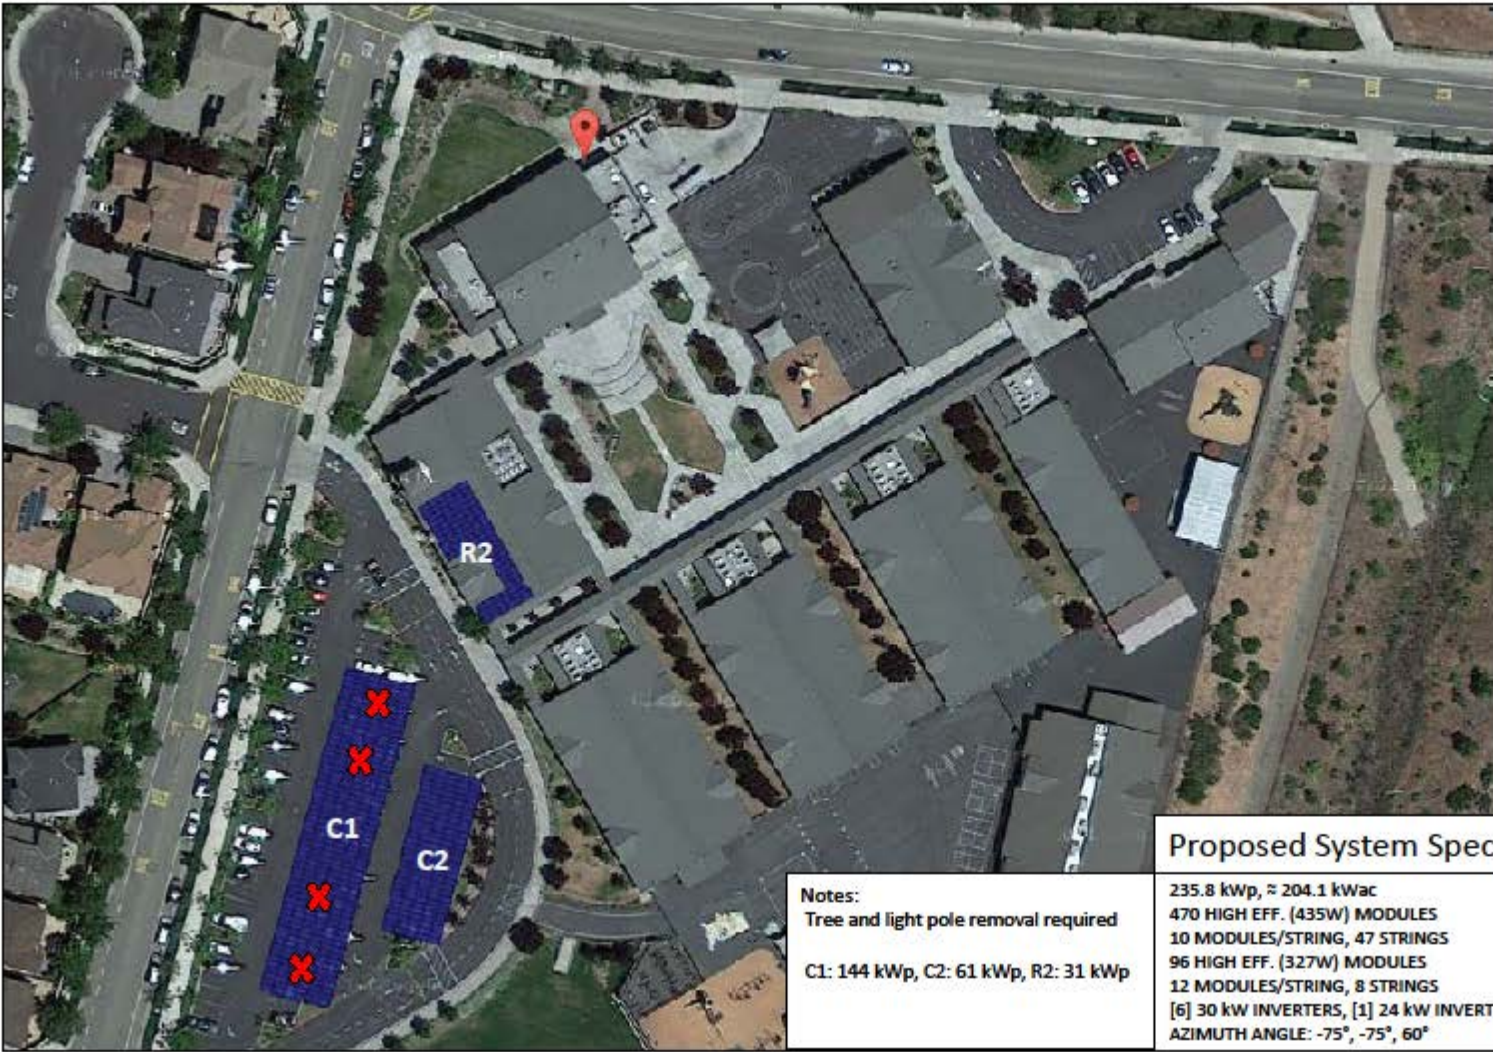 R2
C1
C2
Notes:
Tree and light pole removal required
C1: 144 kWp, C2: 61 kWp, R2: 31 kWp
Proposed System Spec
235.8 kWp, ≈ 204.1 kWac
470 HIGH EFF. (435W) MODULES
10 MODULES/STRING, 47 STRINGS
96 HIGH EFF. (327W) MODULES
12 MODULES/STRING, 8 STRINGS
[6] 30 kW INVERTERS, [1] 24 kW INVERT
AZIMUTH ANGLE: -75°, -75°, 60°